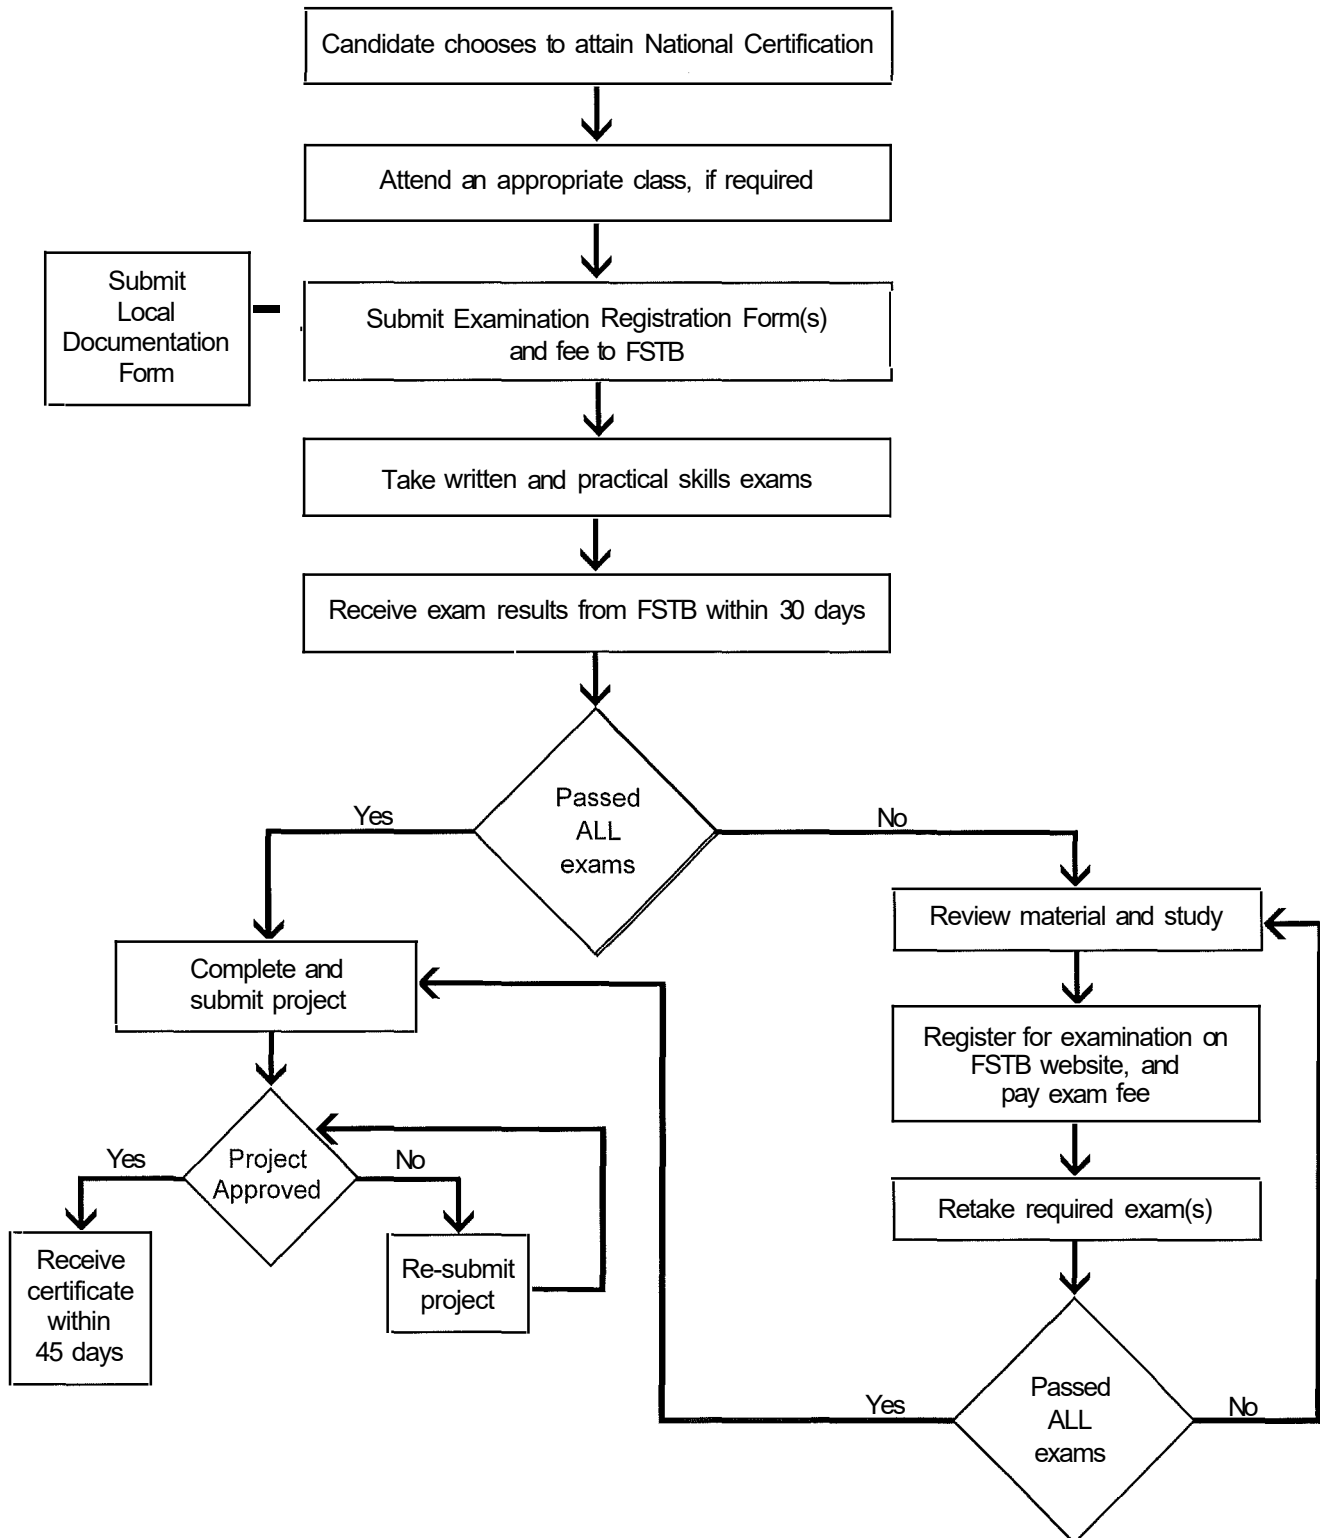 Candidate chooses to attain National Certification
Attend an appropriate class, if required
Submit
Local
Documentation
Form
Submit Examination Registration Form(s)
and fee to FSTB
Take written and practical skills exams
Receive exam results from FSTB within 30 days
Passed
ALL
exams
Yes
No
Complete and
submit project
Review material and study
Register for examination on
FSTB website, and
pay exam fee
Project
Approved
Yes
No
Receive
certificate
within
45 days
Re-submit
project
Retake required exam(s)
Passed
ALL
exams
Yes
No